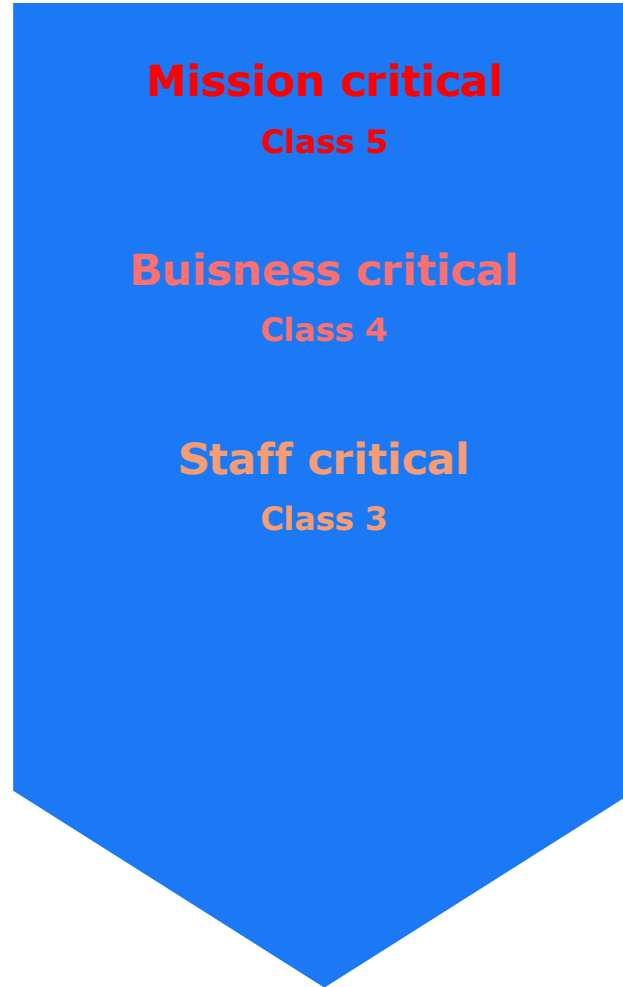 Mission critical
Class 5
Buisness critical
Class 4
Staff critical
Class 3